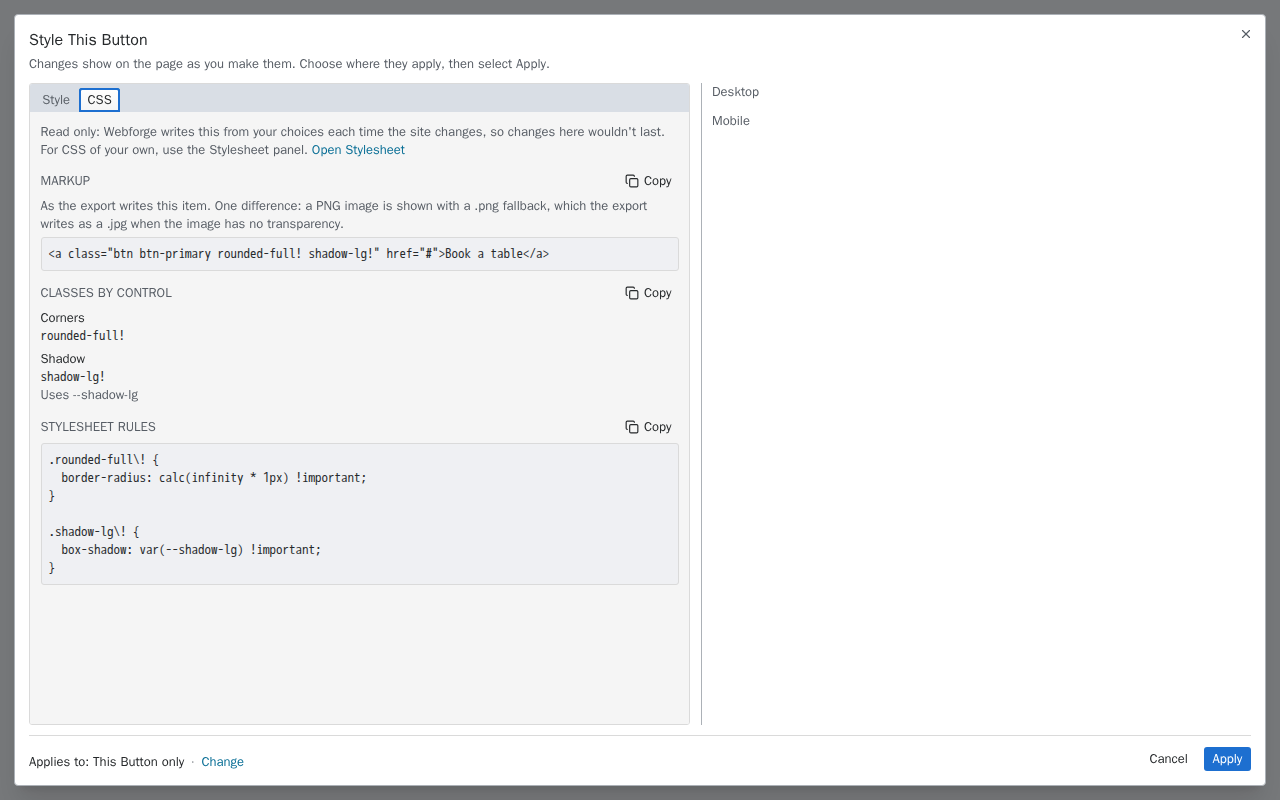 Style This Button
Changes show on the page as you make them. Choose where they apply, then select Apply.
Style CSS
Read only: Webforge writes this from your choices each time the site changes, so changes here wouldn't last.
For CSS of your own, use the Stylesheet panel. Open Stylesheet
MARKUP Copy
As the export writes this item. One difference: a PNG image is shown with a .png fallback, which the export
writes as a .jpg when the image has no transparency.
<a class="btn btn-primary rounded-full! shadow-lg!" href="#">Book a table</a>
CLASSES BY CONTROL Copy
Corners
rounded-full!
Shadow
shadow-lg!
Uses --shadow-lg
STYLESHEET RULES Copy
.rounded-full\! {
  border-radius: calc(infinity * 1px) !important;
}
.shadow-lg\! {
  box-shadow: var(--shadow-lg) !important;
}
Desktop
Mobile
Applies to: This Button only · Change
Cancel Apply